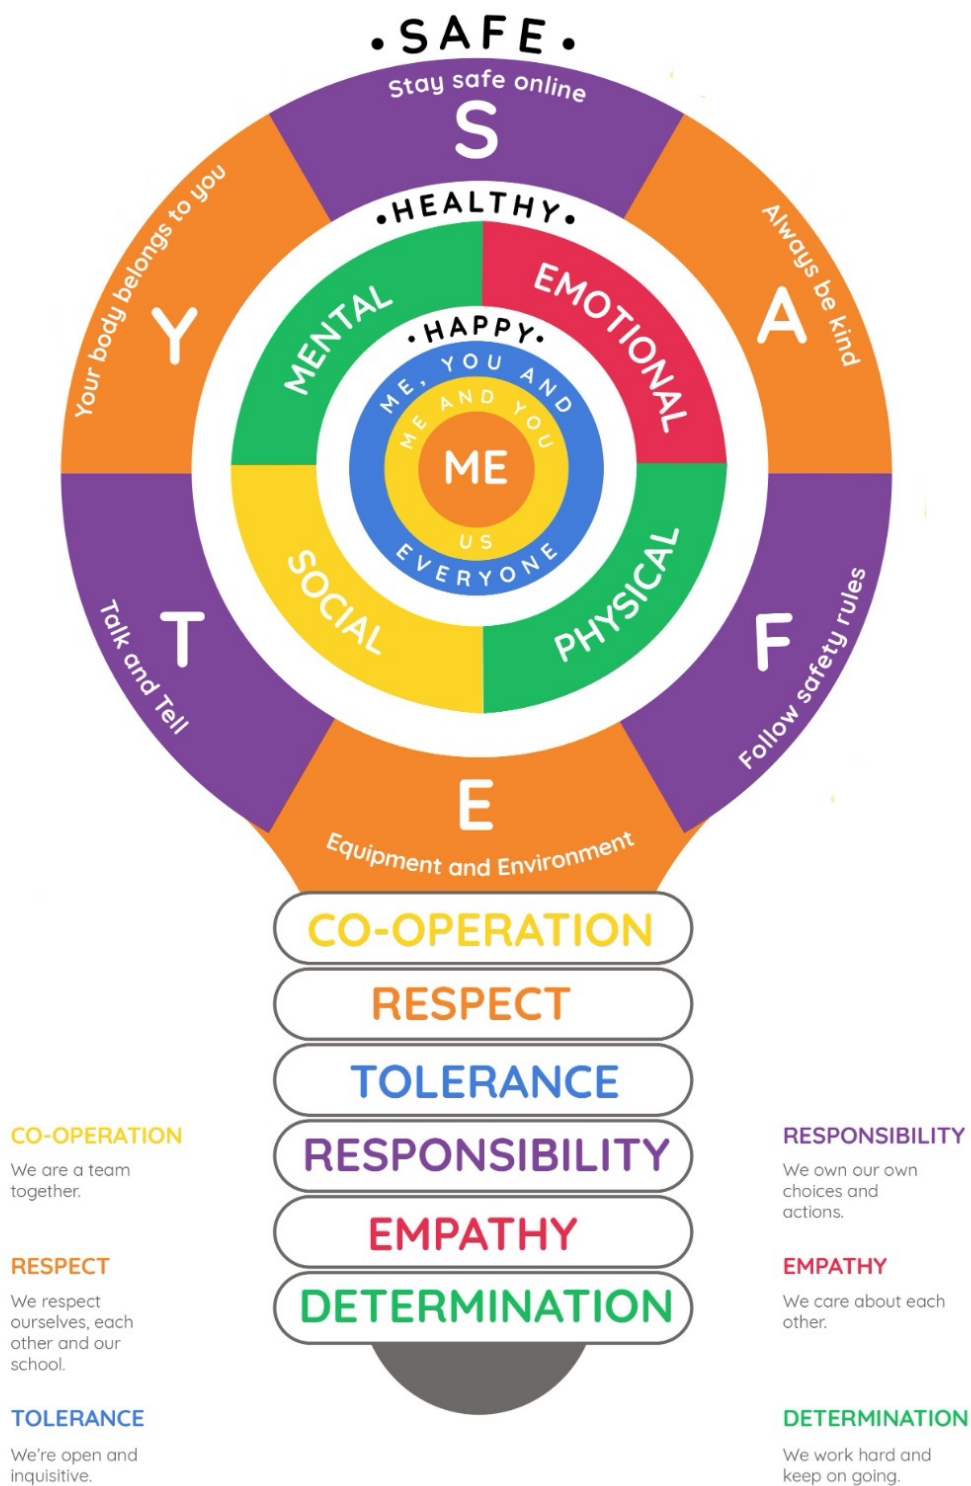 • SAFE •
Stay safe online
S
Always be kind
A
Follow safety rules
F
E
Equipment and Environment
Talk and Tell
T
Your body belongs to you
Y
• HEALTHY •
MENTAL
EMOTIONAL
PHYSICAL
SOCIAL
• HAPPY •
ME, YOU AND
EVERYONE
ME AND YOU
US
ME
CO-OPERATION
RESPECT
TOLERANCE
RESPONSIBILITY
EMPATHY
DETERMINATION
CO-OPERATION
We are a team
together.
RESPECT
We respect
ourselves, each
other and our
school.
TOLERANCE
We're open and
inquisitive.
RESPONSIBILITY
We own our own
choices and
actions.
EMPATHY
We care about each
other.
DETERMINATION
We work hard and
keep on going.